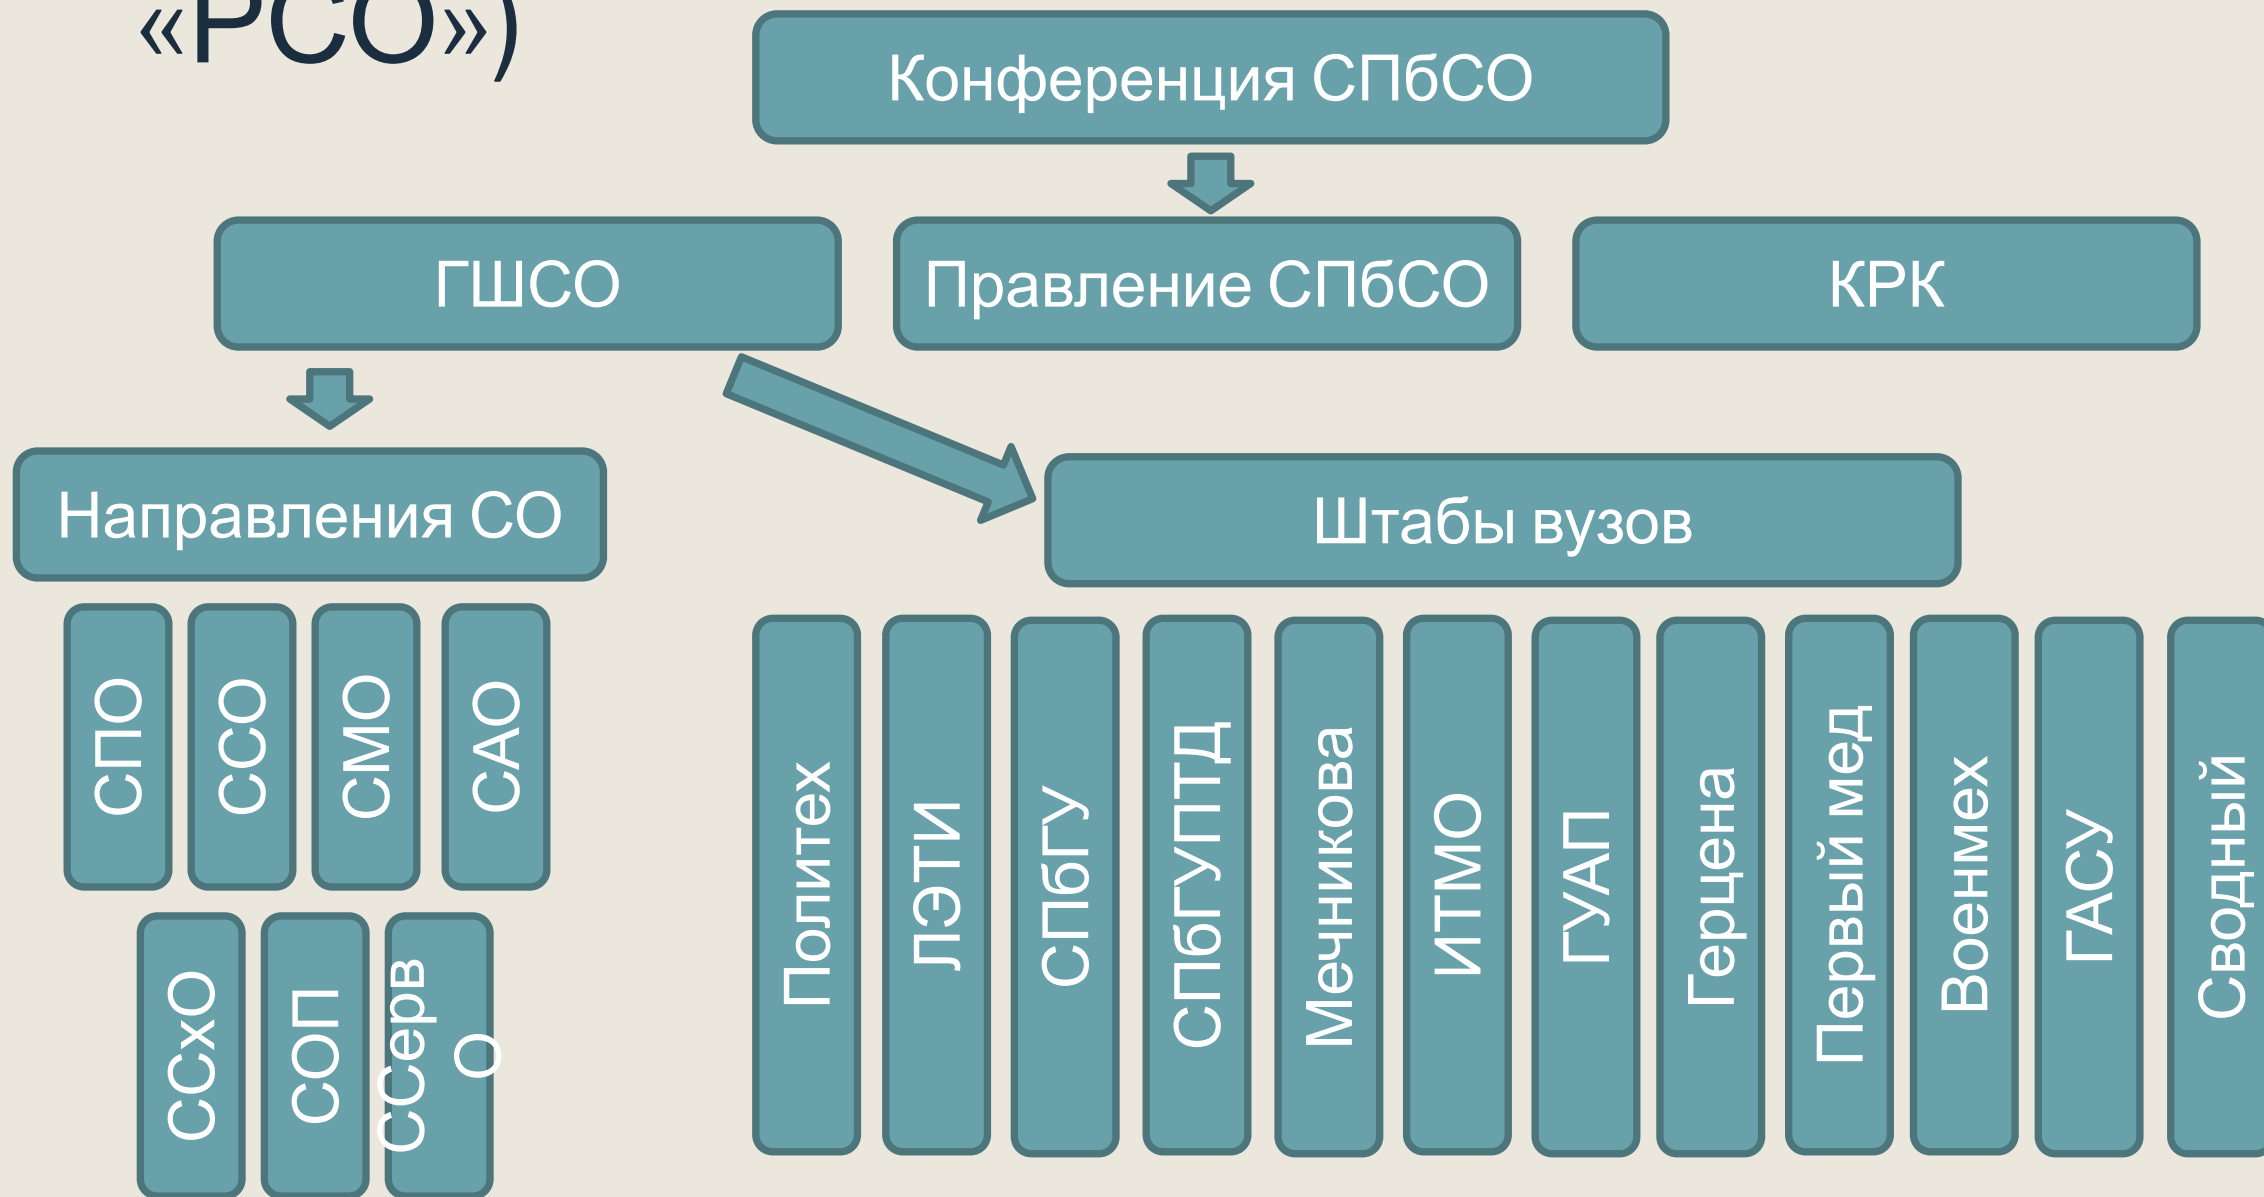 «РСО»)
Конференция СПбСО
ГШСО
Правление СПбСО
КРК
Направления СО
Штабы вузов
СПО
ССО
СМО
САО
ССхО
СОП
ССерв
О
Политех
ЛЭТИ
СПбГУ
СПбГУПТД
Мечникова
ИТМО
ГУАП
Герцена
Первый мед
Военмех
ГАСУ
Сводный